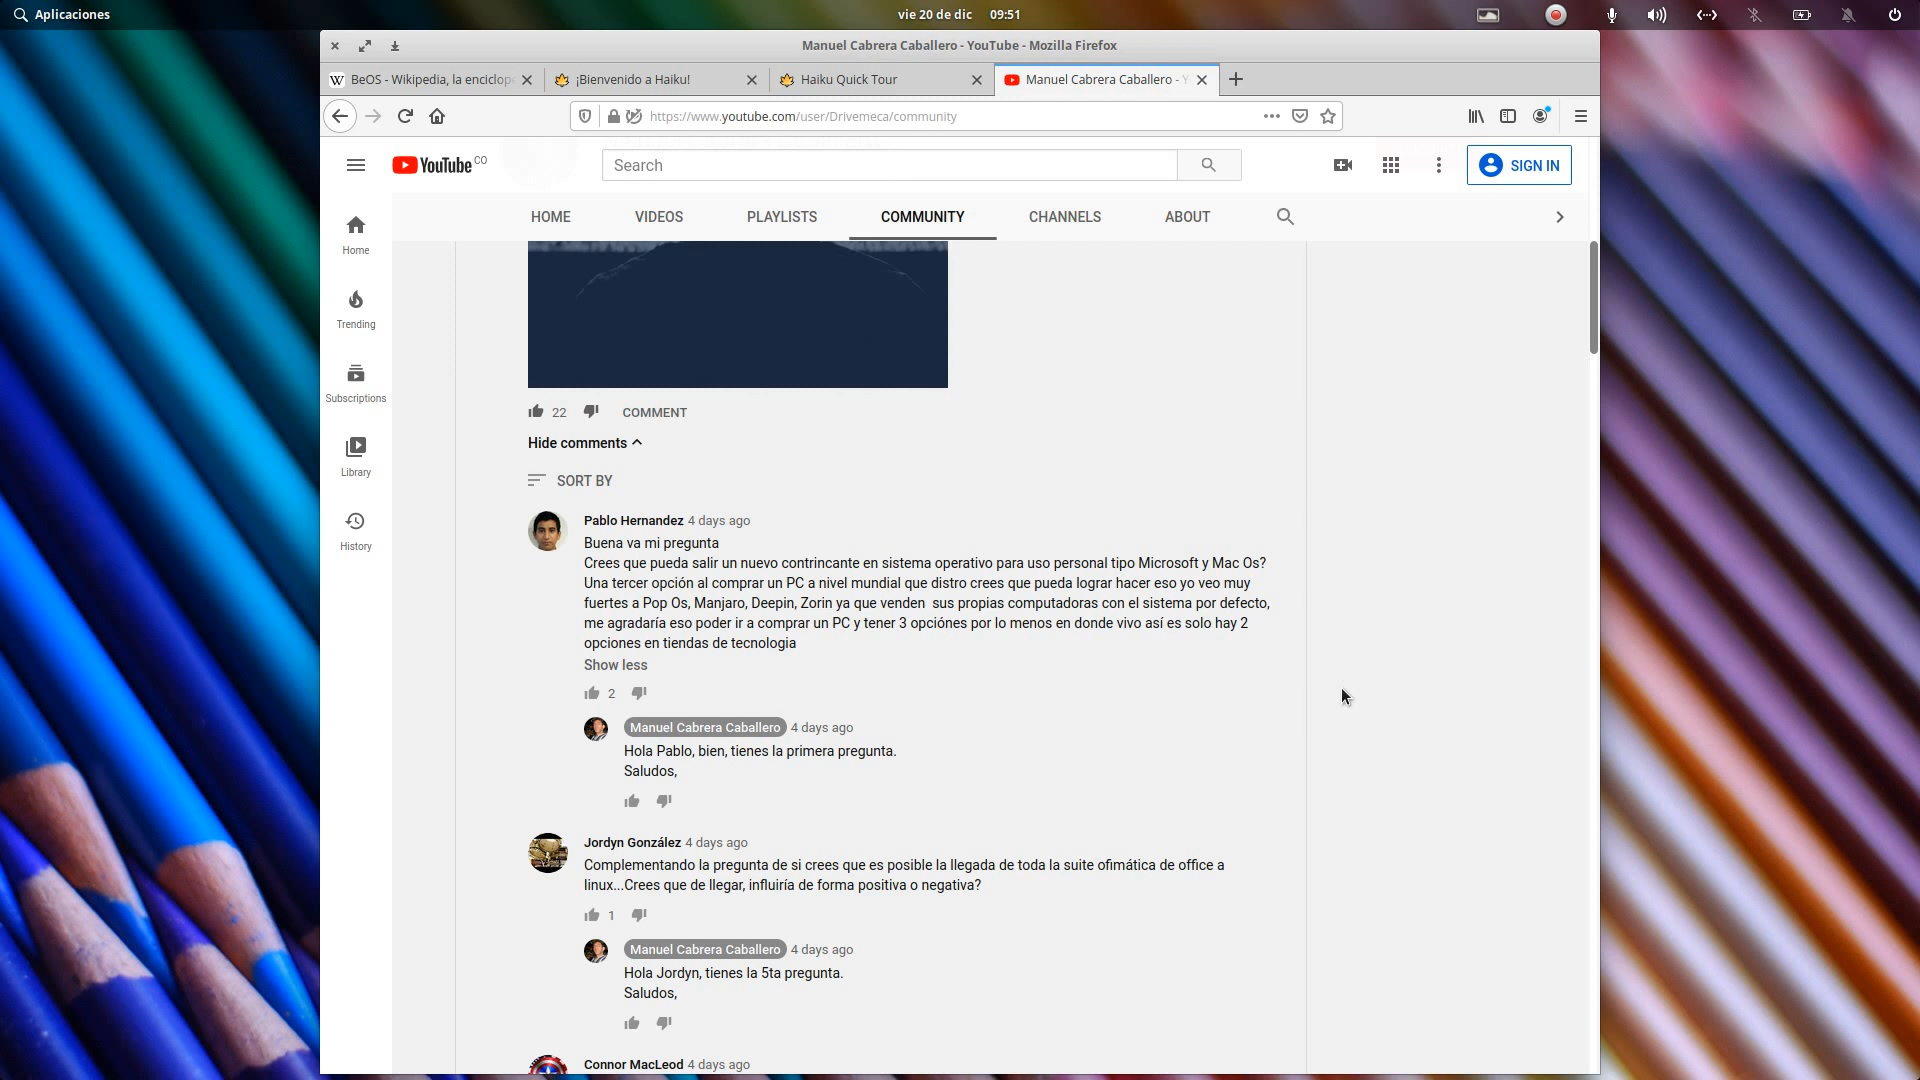 Aplicaciones
vie 20 de dic 09:51
Manuel Cabrera Caballero - YouTube - Mozilla Firefox
BeOS - Wikipedia, la enciclop
¡Bienvenido a Haiku!
Haiku Quick Tour
Manuel Cabrera Caballero - Y
https://www.youtube.com/user/Drivemeca/community
YouTube CO
Search
SIGN IN
HOME VIDEOS PLAYLISTS COMMUNITY CHANNELS ABOUT
Home
Trending
Subscriptions
Library
History
22 COMMENT
Hide comments
SORT BY
Pablo Hernandez 4 days ago
Buena va mi pregunta
Crees que pueda salir un nuevo contrincante en sistema operativo para uso personal tipo Microsoft y Mac Os?
Una tercer opción al comprar un PC a nivel mundial que distro crees que pueda lograr hacer eso yo veo muy
fuertes a Pop Os, Manjaro, Deepin, Zorin ya que venden sus propias computadoras con el sistema por defecto,
me agradaría eso poder ir a comprar un PC y tener 3 opciónes por lo menos en donde vivo así es solo hay 2
opciones en tiendas de tecnologia
Show less
2
Manuel Cabrera Caballero 4 days ago
Hola Pablo, bien, tienes la primera pregunta.
Saludos,
Jordyn González 4 days ago
Complementando la pregunta de si crees que es posible la llegada de toda la suite ofimática de office a
linux...Crees que de llegar, influiría de forma positiva o negativa?
1
Manuel Cabrera Caballero 4 days ago
Hola Jordyn, tienes la 5ta pregunta.
Saludos,
Connor MacLeod 4 days ago